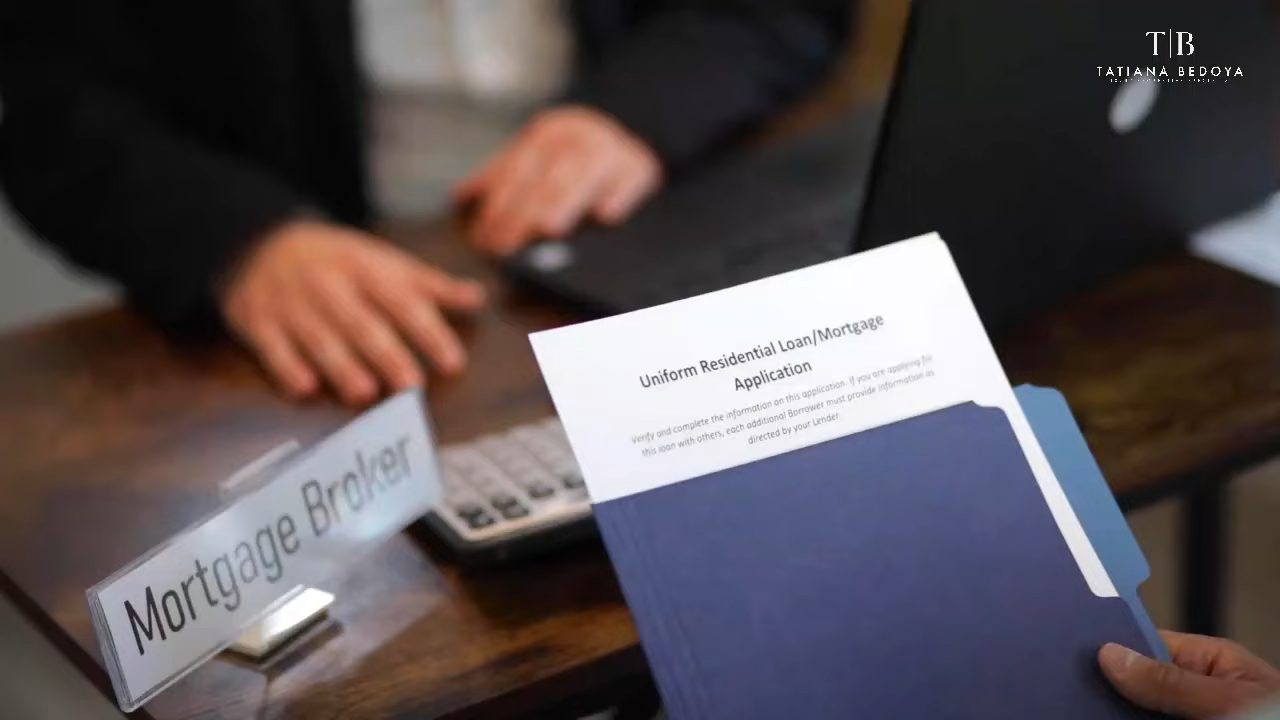 T|B
TATIANA BEDOYA
Uniform Residential Loan/Mortgage
Application
Verify and complete the information on this application. If you are applying for
this loan with others, each additional Borrower must provide information as
directed by your Lender.
Mortgage Broker